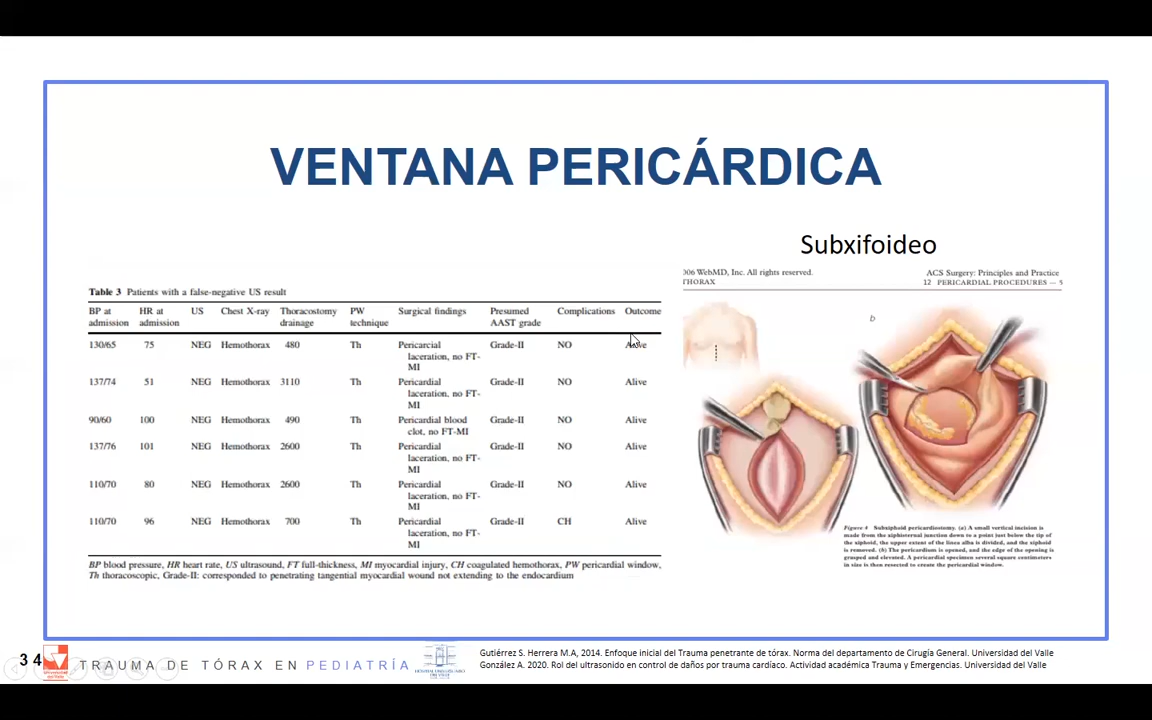 VENTANA PERICÁRDICA
Table 3 Patients with a false-negative US result
BP at admission HR at admission US Chest X-ray Thoracostomy drainage PW technique Surgical findings Presumed AAST grade Complications Outcome
130/65 75 NEG Hemothorax 480 Th Pericarcial laceration, no FT-MI Grade-II NO Alive
137/74 51 NEG Hemothorax 3110 Th Pericardial laceration, no FT-MI Grade-II NO Alive
90/60 100 NEG Hemothorax 490 Th Pericardial blood clot, no FT-MI Grade-II NO Alive
137/76 101 NEG Hemothorax 2600 Th Pericardial laceration, no FT-MI Grade-II NO Alive
110/70 80 NEG Hemothorax 2600 Th Pericardial laceration, no FT-MI Grade-II NO Alive
110/70 96 NEG Hemothorax 700 Th Pericardial laceration, no FT-MI Grade-II CH Alive
BP blood pressure, HR heart rate, US ultrasound, FT full-thickness, MI myocardial injury, CH coagulated hemothorax, PW pericardial window,
Th thoracoscopic, Grade-II: corresponded to penetrating tangential myocardial wound not extending to the endocardium
Subxifoideo
006 WebMD, Inc. All rights reserved.
THORAX
ACS Surgery: Principles and Practice
12 PERICARDIAL PROCEDURES — 5
b
Figure 4 Subxiphoid pericardiostomy. (a) A small vertical incision is
made from the xiphisternal junction down to a point just below the tip of
the xiphoid, the upper extent of the linea alba is divided, and the xiphoid
is removed. (b) The pericardium is opened, and the edge of the opening is
grasped and elevated. A pericardial specimen several square centimeters
in size is then resected to create the pericardial window.
34
TRAUMA DE TÓRAX EN PEDIATRÍA
Gutiérrez S. Herrera M.A, 2014. Enfoque inicial del Trauma penetrante de tórax. Norma del departamento de Cirugía General. Universidad del Valle
González A. 2020. Rol del ultrasonido en control de daños por trauma cardíaco. Actividad académica Trauma y Emergencias. Universidad del Valle